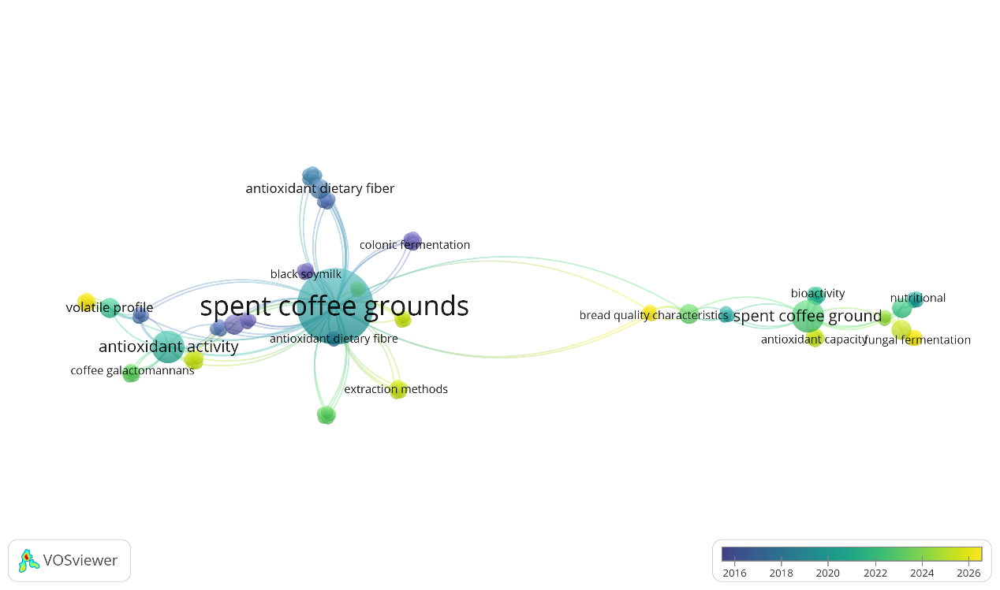 antioxidant dietary fiber
colonic fermentation
black soymilk
bioactivity
nutritional
volatile profile
spent coffee grounds
bread quality characteristics
spent coffee ground
antioxidant dietary fibre
antioxidant capacity
fungal fermentation
antioxidant activity
coffee galactomannans
extraction methods
VOSviewer
2016 2018 2020 2022 2024 2026